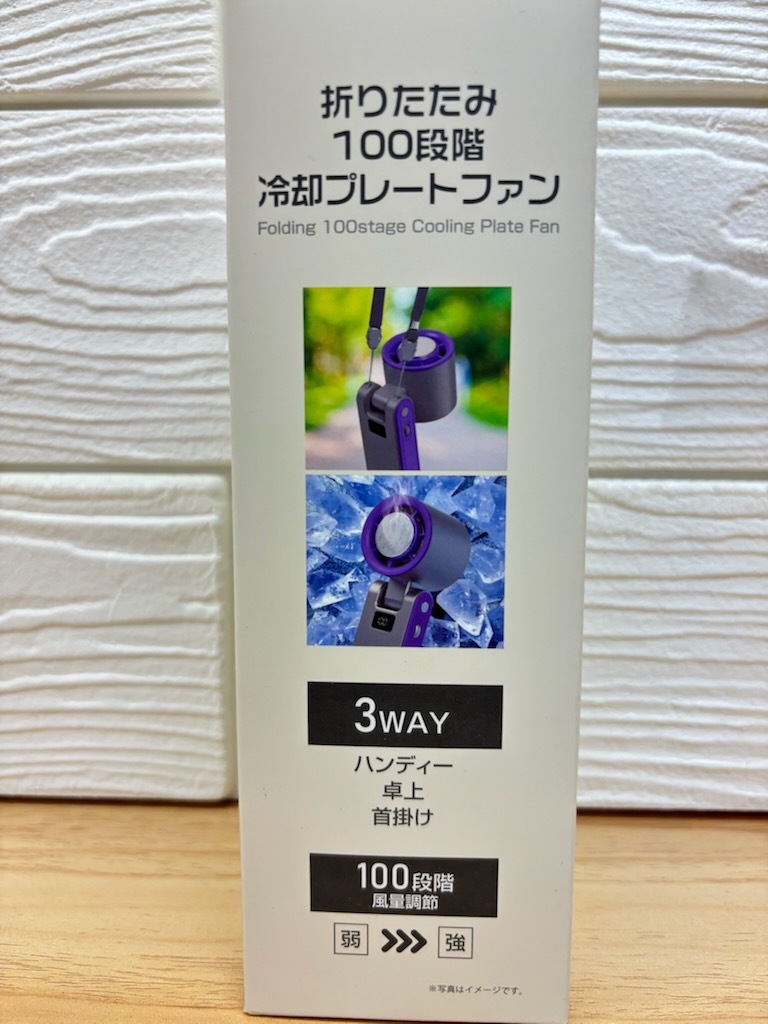 折りたたみ
100段階
冷却プレートファン
Folding 100stage Cooling Plate Fan
3WAY
ハンディー
卓上
首掛け
100段階
風量調節
弱 >>> 強
※写真はイメージです。